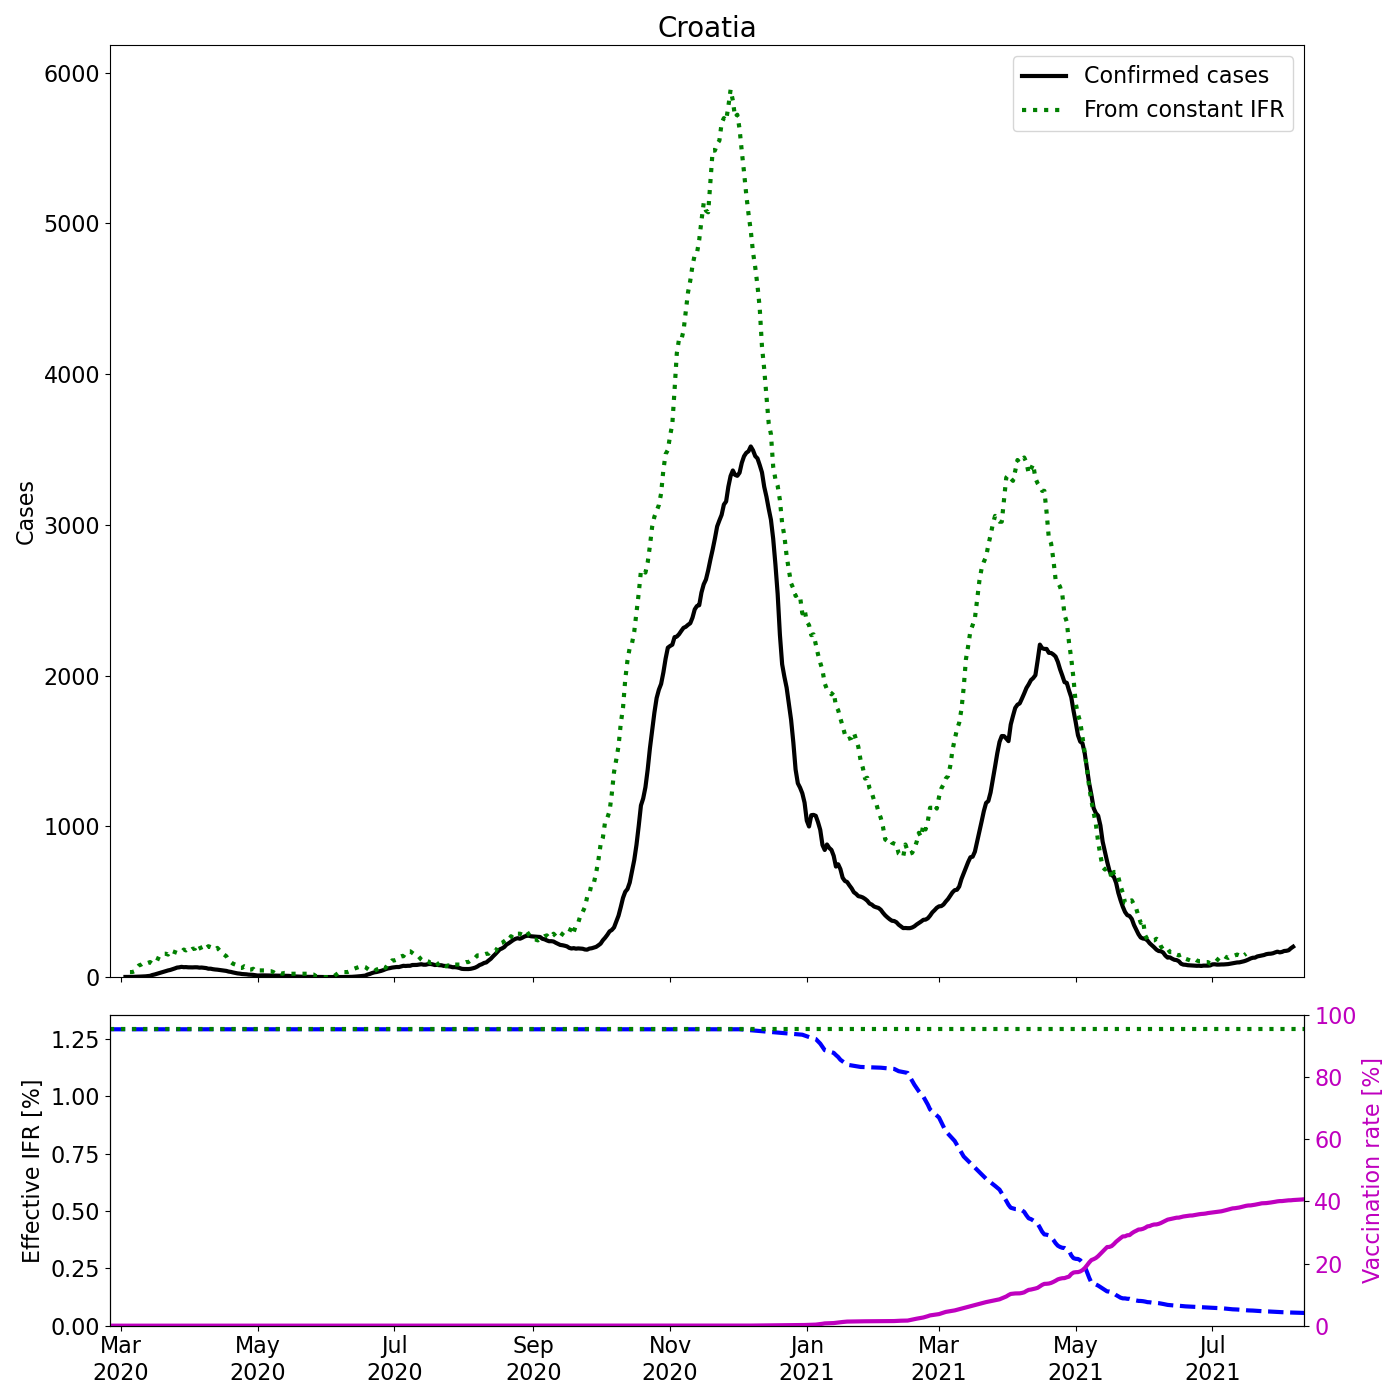 Croatia
Confirmed cases
From constant IFR
6000
5000
4000
3000
2000
1000
0
Cases
1.25
1.00
0.75
0.50
0.25
0.00
Effective IFR [%]
100
80
60
40
20
0
Vaccination rate [%]
Mar May Jul Sep Nov Jan Mar May Jul
2020 2020 2020 2020 2020 2021 2021 2021 2021